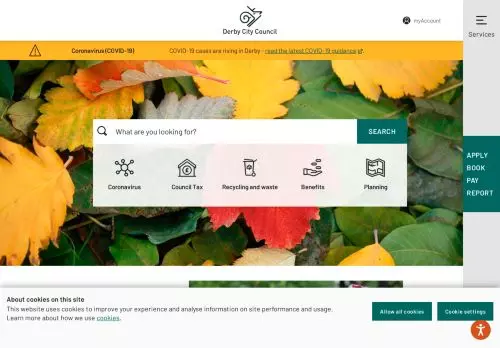 Derby City Council
myAccount
Services
Coronavirus (COVID-19)
COVID-19 cases are rising in Derby - read the latest COVID-19 guidance.
What are you looking for?
SEARCH
Coronavirus
Council Tax
Recycling and waste
Benefits
Planning
APPLY
BOOK
PAY
REPORT
About cookies on this site
This website uses cookies to improve your experience and analyse information on site performance and usage.
Learn more about how we use cookies.
Allow all cookies
Cookie settings